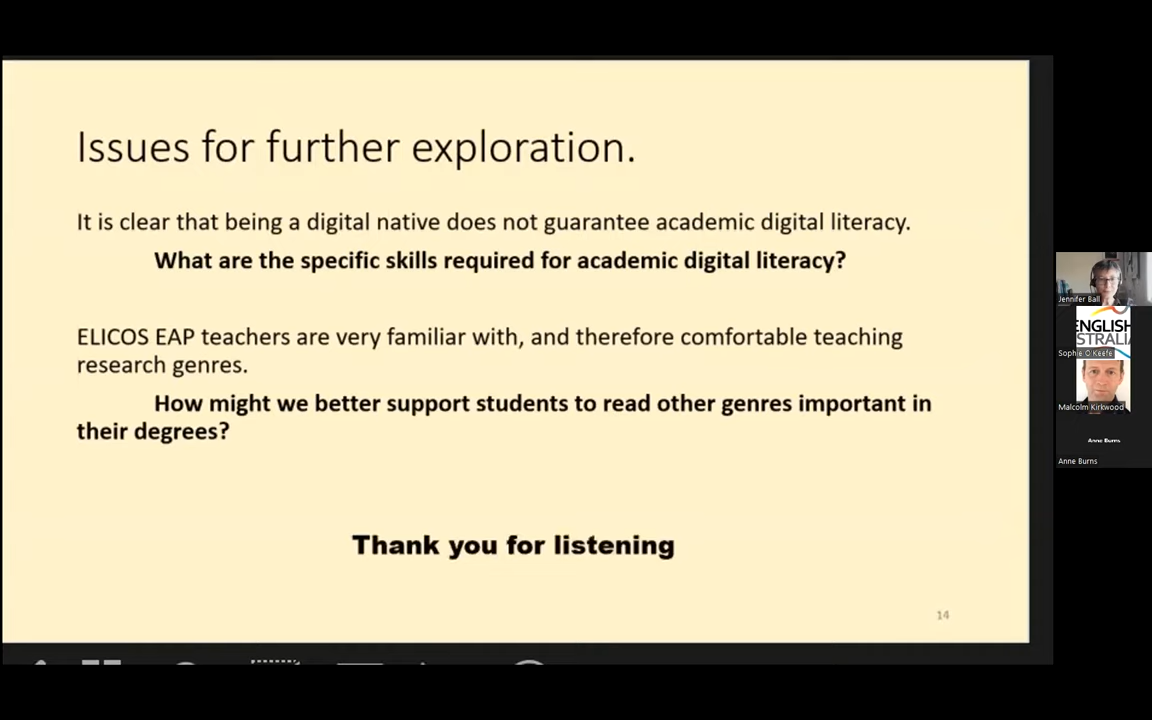 Issues for further exploration.
It is clear that being a digital native does not guarantee academic digital literacy.
What are the specific skills required for academic digital literacy?
ELICOS EAP teachers are very familiar with, and therefore comfortable teaching
research genres.
How might we better support students to read other genres important in
their degrees?
Thank you for listening
14
Jennifer Ball
ENGLISH
STRALIA
Sophie O Keefe
Malcolm Kirkwood
Anne Burns
Anne Burns